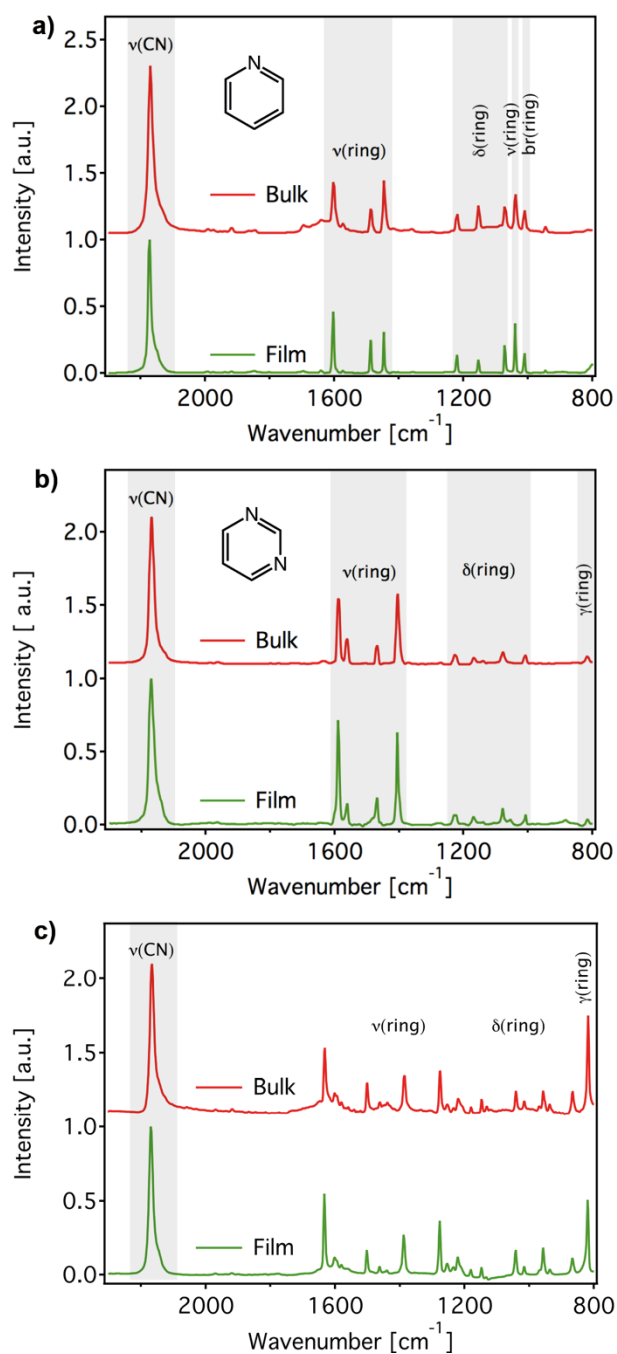 a)
ν(CN)
N
ν(ring)
δ(ring)
ν(ring)
br(ring)
Bulk
Film
Intensity [a.u.]
2.5
2.0
1.5
1.0
0.5
0.0
2000
1600
1200
800
Wavenumber [cm⁻¹]
b)
ν(CN)
N
N
ν(ring)
δ(ring)
γ(ring)
Bulk
Film
Intensity [ a.u.]
2.0
1.5
1.0
0.5
0.0
2000
1600
1200
800
Wavenumber [cm⁻¹]
c)
ν(CN)
ν(ring)
δ(ring)
γ(ring)
Bulk
Film
Intensity [a.u.]
2.0
1.5
1.0
0.5
0.0
2000
1600
1200
800
Wavenumber [cm⁻¹]